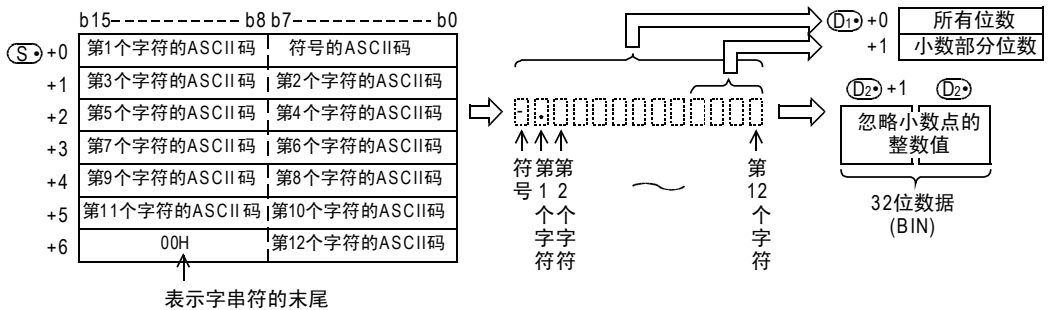 b15 b8 b7 b0
S• +0 第1个字符的ASCII码 符号的ASCII码
+1 第3个字符的ASCII码 第2个字符的ASCII码
+2 第5个字符的ASCII码 第4个字符的ASCII码
+3 第7个字符的ASCII码 第6个字符的ASCII码
+4 第9个字符的ASCII码 第8个字符的ASCII码
+5 第11个字符的ASCII码 第10个字符的ASCII码
+6 00H 第12个字符的ASCII码
表示字串符的末尾
- .
符号
第1个字符
第2个字符
第12个字符
D1• +0 所有位数
+1 小数部分位数
D2• +1 D2•
忽略小数点的
整数值
32位数据
(BIN)